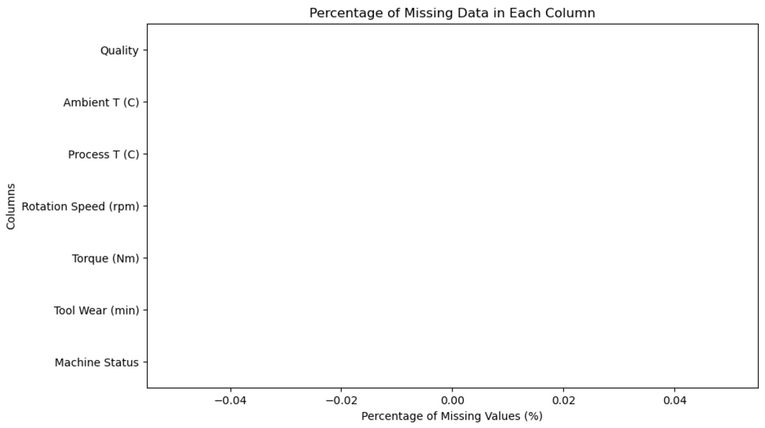 Percentage of Missing Data in Each Column
Columns
Quality
Ambient T (C)
Process T (C)
Rotation Speed (rpm)
Torque (Nm)
Tool Wear (min)
Machine Status
−0.04 −0.02 0.00 0.02 0.04
Percentage of Missing Values (%)